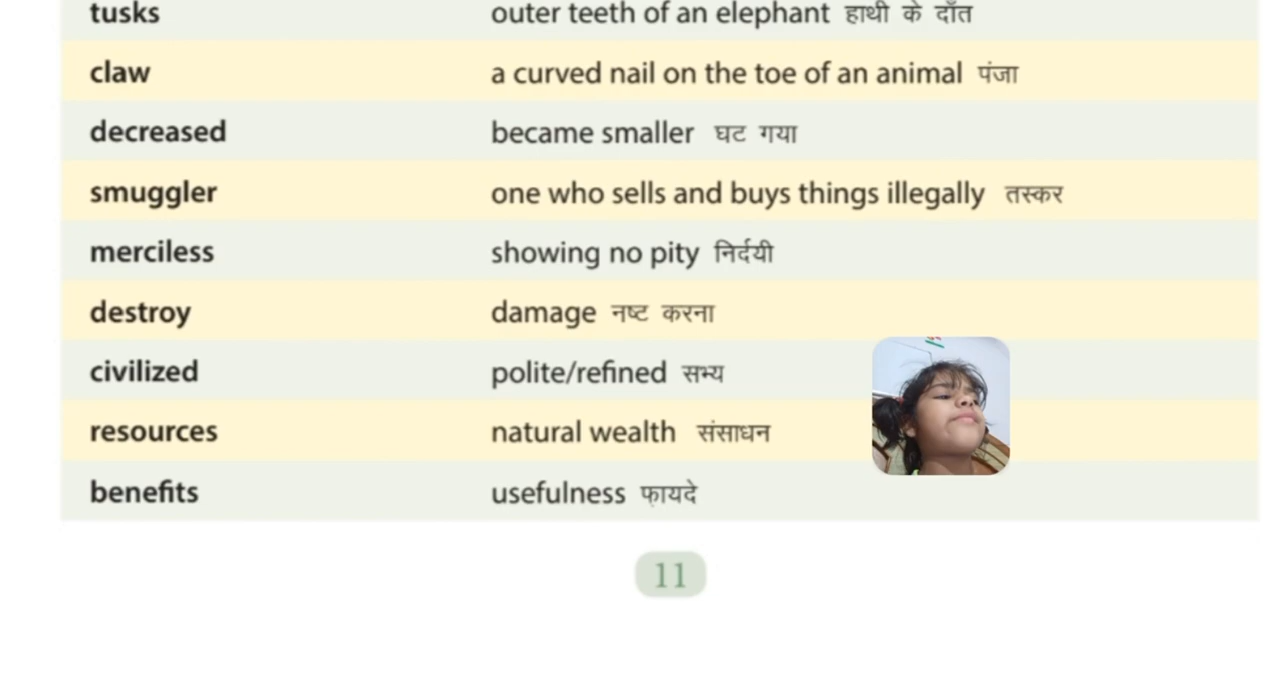 tusks outer teeth of an elephant हाथी के दाँत
claw a curved nail on the toe of an animal पंजा
decreased became smaller घट गया
smuggler one who sells and buys things illegally तस्कर
merciless showing no pity निर्दयी
destroy damage नष्ट करना
civilized polite/refined सभ्य
resources natural wealth संसाधन
benefits usefulness फ़ायदे
11